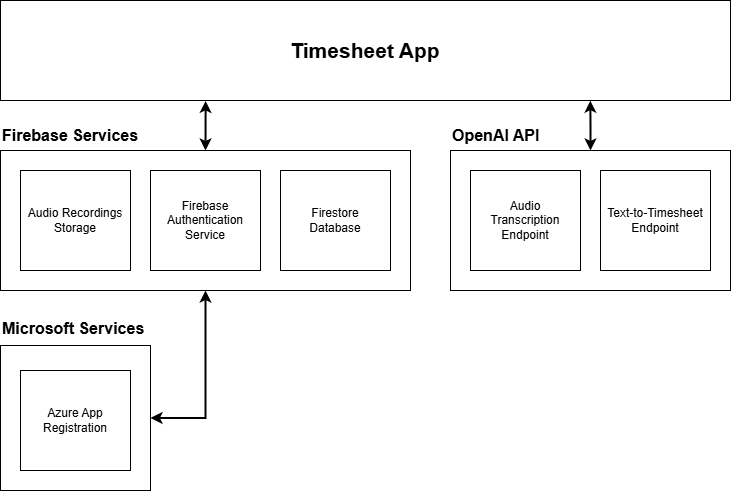 Timesheet App
Firebase Services
OpenAI API
Audio Recordings
Storage
Firebase
Authentication
Service
Firestore
Database
Audio
Transcription
Endpoint
Text-to-Timesheet
Endpoint
Microsoft Services
Azure App
Registration